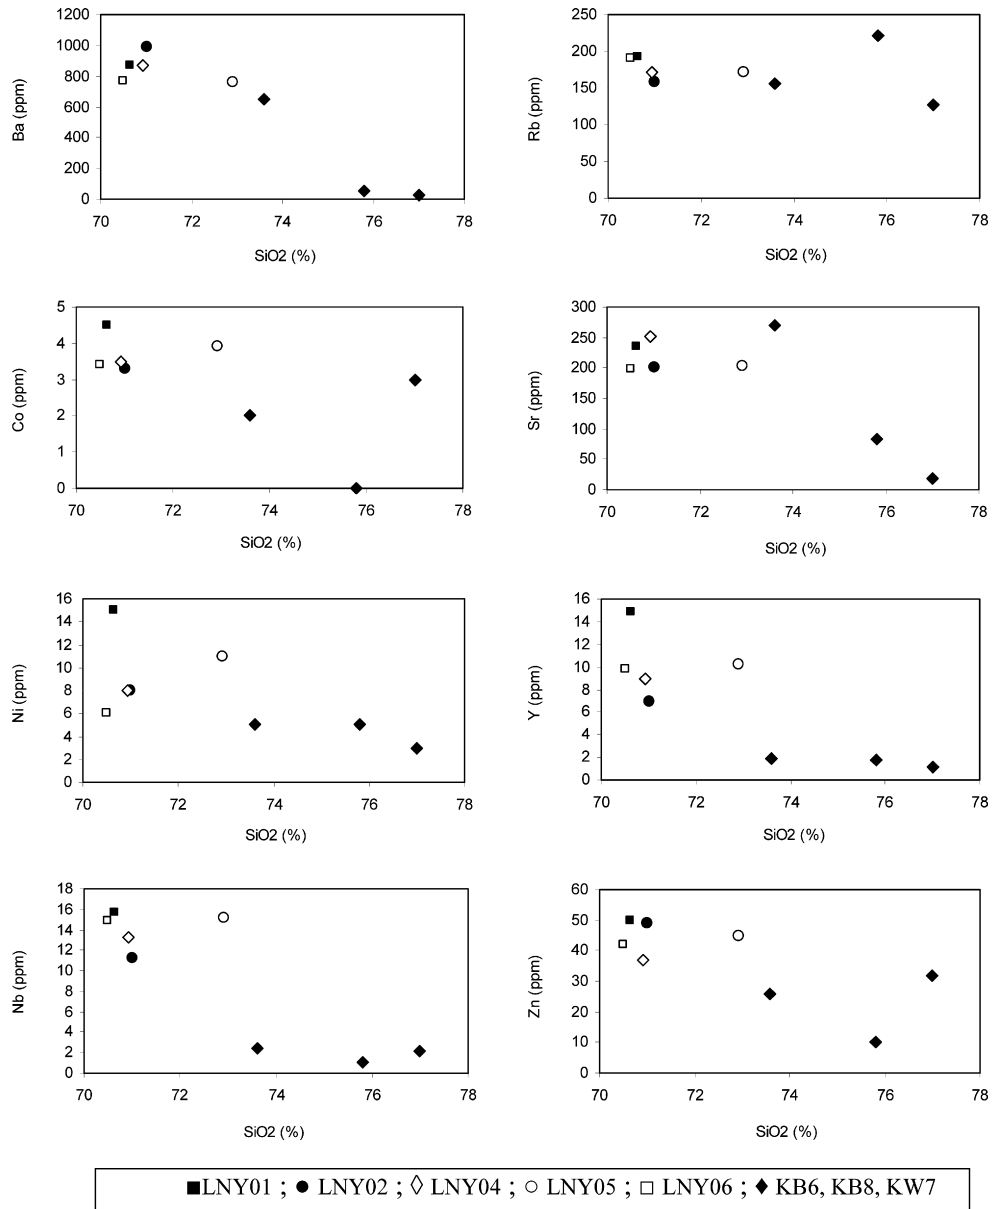 1200
1000
800
600
400
200
0
Ba (ppm)
70 72 74 76 78
SiO2 (%)
250
200
150
100
50
0
Rb (ppm)
70 72 74 76 78
SiO2 (%)
5
4
3
2
1
0
Co (ppm)
70 72 74 76 78
SiO2 (%)
300
250
200
150
100
50
0
Sr (ppm)
70 72 74 76 78
SiO2 (%)
16
14
12
10
8
6
4
2
0
Ni (ppm)
70 72 74 76 78
SiO2 (%)
16
14
12
10
8
6
4
2
0
Y (ppm)
70 72 74 76 78
SiO2 (%)
18
16
14
12
10
8
6
4
2
0
Nb (ppm)
70 72 74 76 78
SiO2 (%)
60
50
40
30
20
10
0
Zn (ppm)
70 72 74 76 78
SiO2 (%)
■LNY01 ; ● LNY02 ; ◊ LNY04 ; ○ LNY05 ; □ LNY06 ; ◆ KB6, KB8, KW7